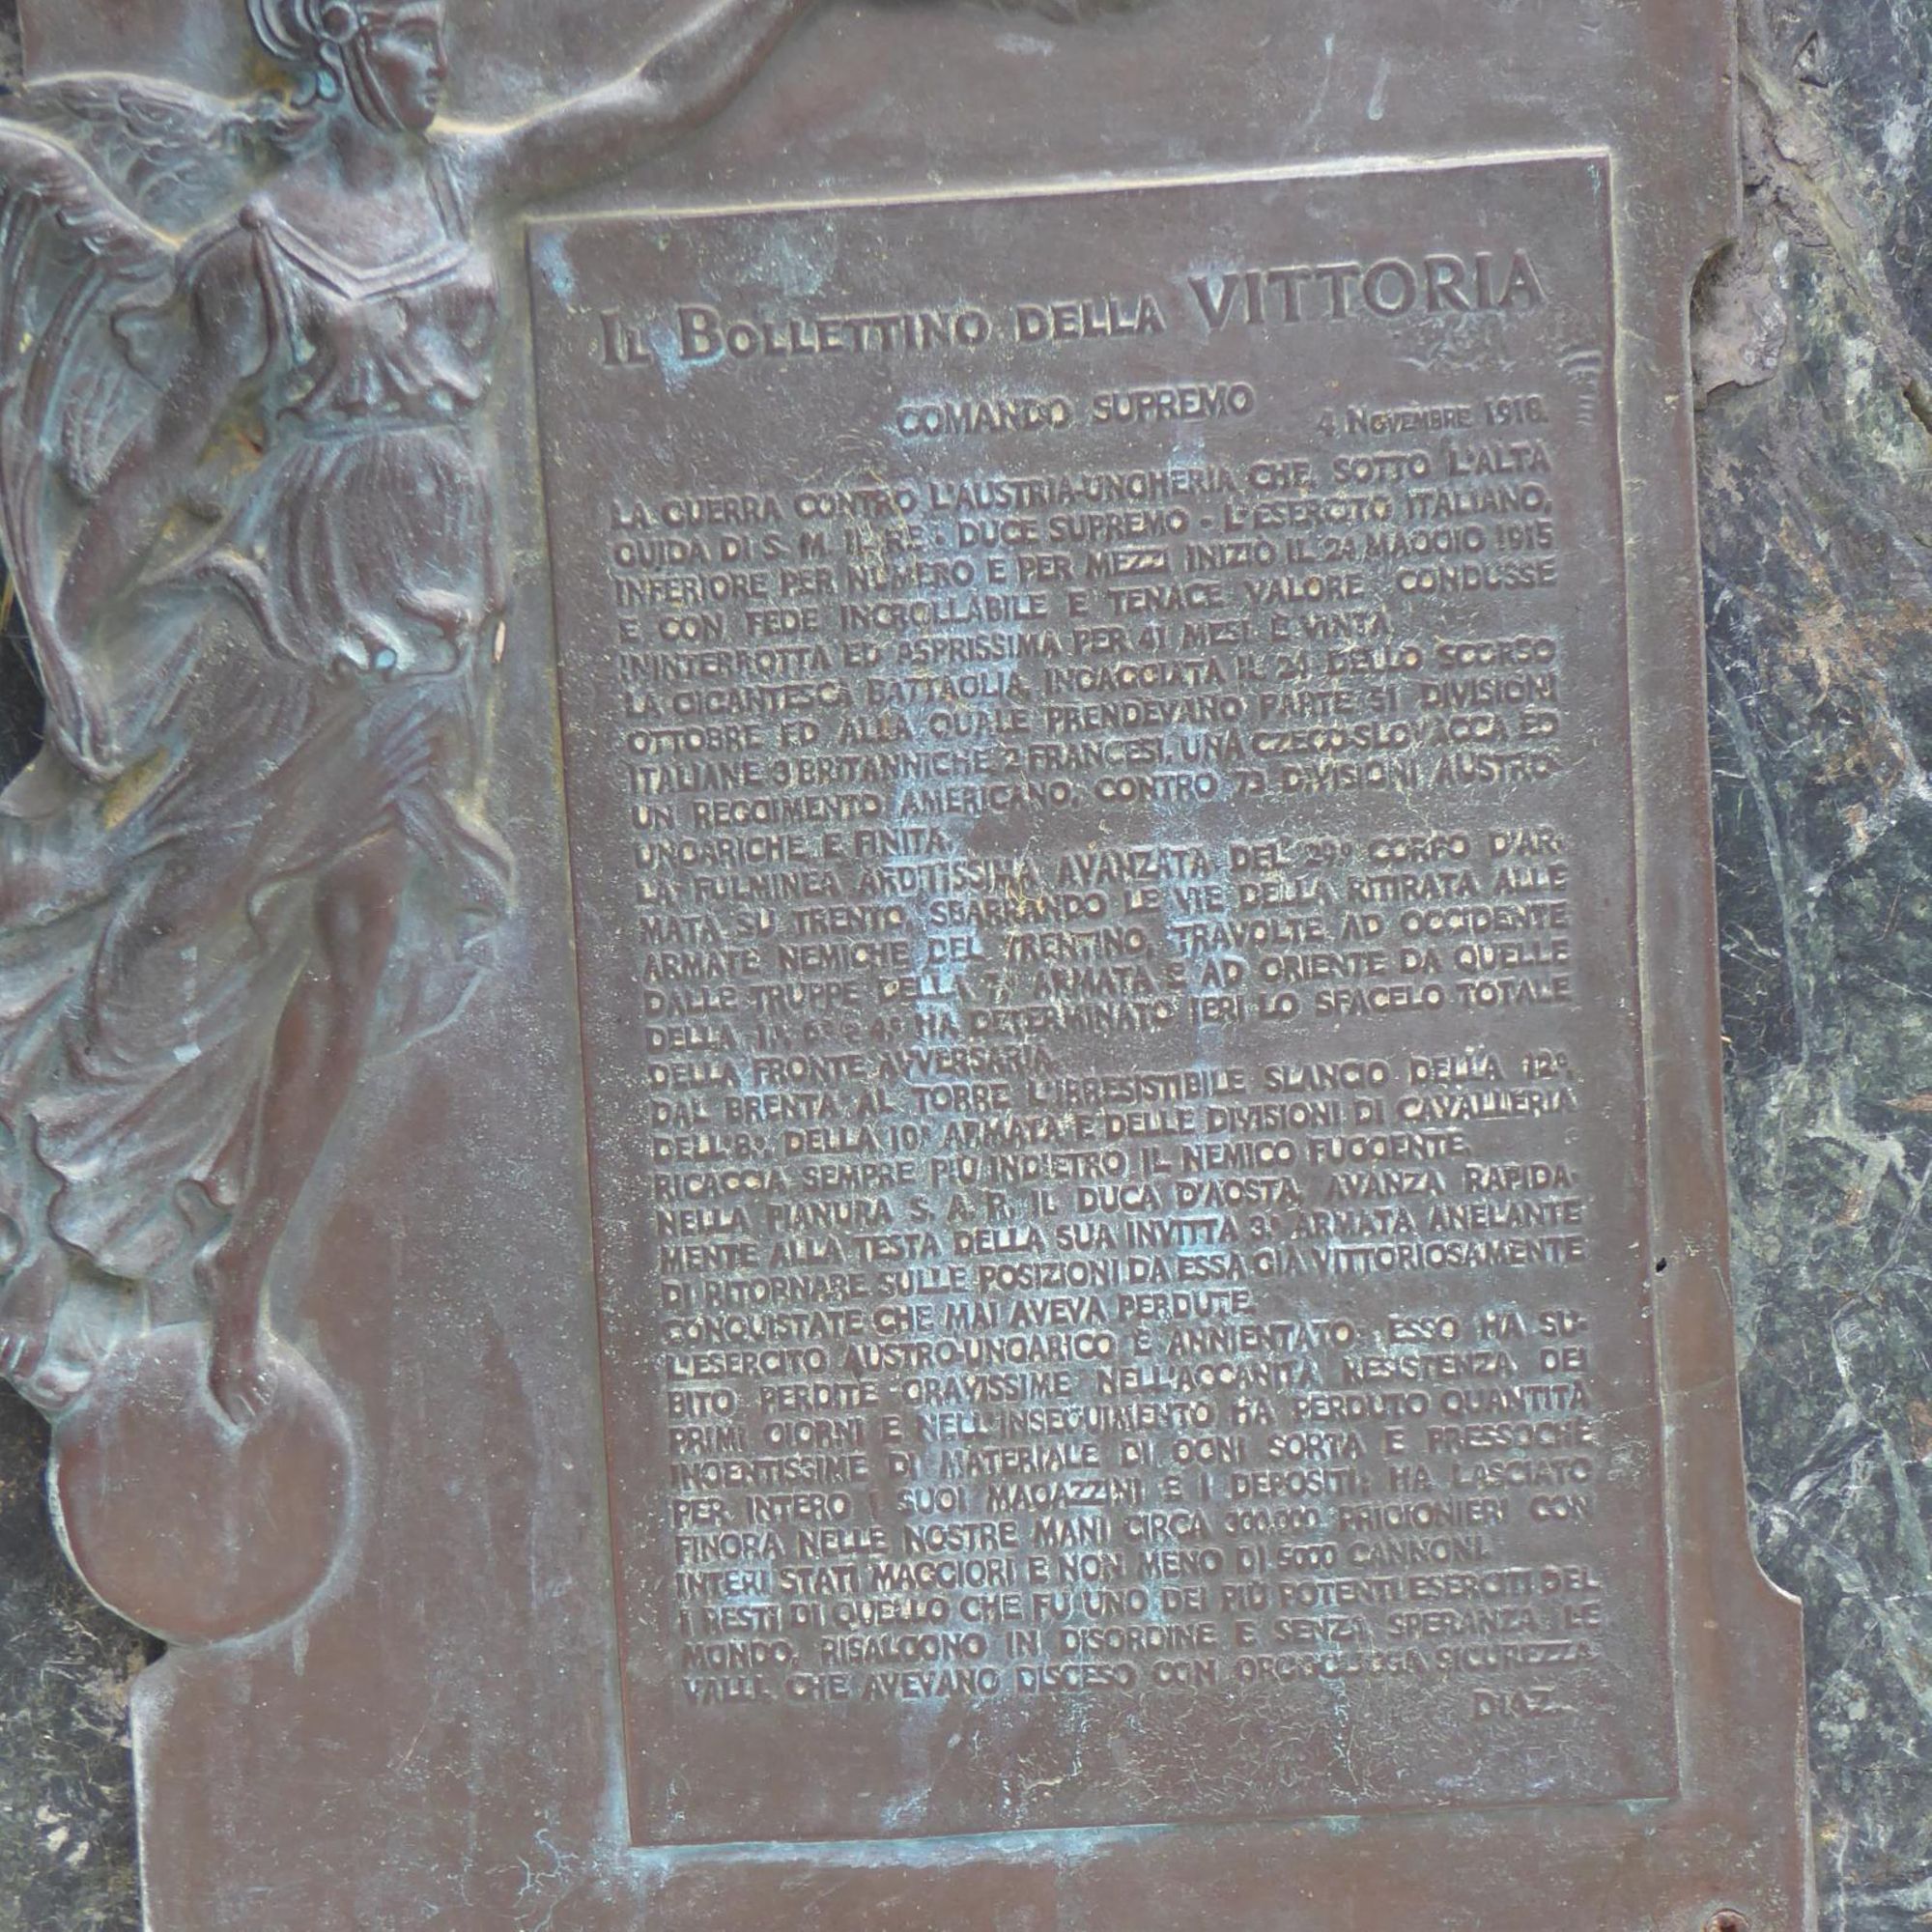 IL BOLLETTINO DELLA VITTORIA
COMANDO SUPREMO
4 NOVEMBRE 1918.
LA GUERRA CONTRO L'AUSTRIA-UNGHERIA CHE, SOTTO L'ALTA
GUIDA DI S. M. IL RE - DUCE SUPREMO - L'ESERCITO ITALIANO,
INFERIORE PER NUMERO E PER MEZZI INIZIÒ IL 24 MAGGIO 1915
E CON FEDE INCROLLABILE E TENACE VALORE CONDUSSE
ININTERROTTA ED ASPRISSIMA PER 41 MESI È VINTA
LA GIGANTESCA BATTAGLIA INGAGGIATA IL 24 DELLO SCORSO
OTTOBRE ED ALLA QUALE PRENDEVANO PARTE 51 DIVISIONI
ITALIANE 3 BRITANNICHE 2 FRANCESI, UNA CZECO-SLOVACCA ED
UN REGGIMENTO AMERICANO, CONTRO 73 DIVISIONI AUSTRO-
UNGARICHE È FINITA.
LA FULMINEA ARDITISSIMA AVANZATA DEL 29º CORPO D'AR-
MATA SU TRENTO, SBARRANDO LE VIE DELLA RITIRATA ALLE
ARMATE NEMICHE DEL TRENTINO, TRAVOLTE AD OCCIDENTE
DALLE TRUPPE DELLA 7ª ARMATA E AD ORIENTE DA QUELLE
DELLA 1ª, 6ª E 4ª HA DETERMINATO IERI LO SFACELO TOTALE
DELLA FRONTE AVVERSARIA.
DAL BRENTA AL TORRE L'IRRESISTIBILE SLANCIO DELLA 12ª,
DELL'8ª, DELLA 10ª ARMATA E DELLE DIVISIONI DI CAVALLERIA
RICACCIA SEMPRE PIÙ INDIETRO IL NEMICO FUGGENTE.
NELLA PIANURA S. A. R. IL DUCA D'AOSTA, AVANZA RAPIDA-
MENTE ALLA TESTA DELLA SUA INVITTA 3ª ARMATA ANELANTE
DI RITORNARE SULLE POSIZIONI DA ESSA GIÀ VITTORIOSAMENTE
CONQUISTATE CHE MAI AVEVA PERDUTE.
L'ESERCITO AUSTRO-UNGARICO È ANNIENTATO: ESSO HA SU-
BITO PERDITE GRAVISSIME NELL'ACCANITA RESISTENZA DEI
PRIMI GIORNI E NELL'INSEGUIMENTO HA PERDUTO QUANTITÀ
INGENTISSIME DI MATERIALE DI OGNI SORTA E PRESSOCHÈ
PER INTERO I SUOI MAGAZZINI E I DEPOSITI; HA LASCIATO
FINORA NELLE NOSTRE MANI CIRCA 300.000 PRIGIONIERI CON
INTERI STATI MAGGIORI E NON MENO DI 5000 CANNONI.
I RESTI DI QUELLO CHE FU UNO DEI PIÙ POTENTI ESERCITI DEL
MONDO, RISALGONO IN DISORDINE E SENZA SPERANZA LE
VALLI CHE AVEVANO DISCESO CON ORGOGLIOSA SICUREZZA
DIAZ.